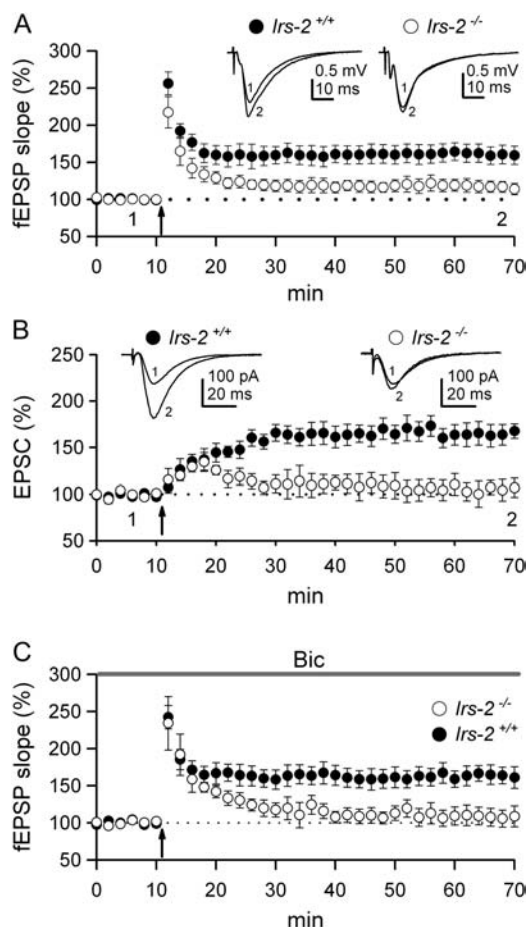 A
Irs-2 +/+
Irs-2 -/-
350
300
250
200
150
100
50
fEPSP slope (%)
1
2
0.5 mV
10 ms
1
2
0.5 mV
10 ms
1
2
0 10 20 30 40 50 60 70
min
B
Irs-2 +/+
Irs-2 -/-
250
200
150
100
50
EPSC (%)
1
2
100 pA
20 ms
1
2
100 pA
20 ms
1
2
0 10 20 30 40 50 60 70
min
C
Bic
300
250
200
150
100
50
fEPSP slope (%)
Irs-2 -/-
Irs-2 +/+
0 10 20 30 40 50 60 70
min